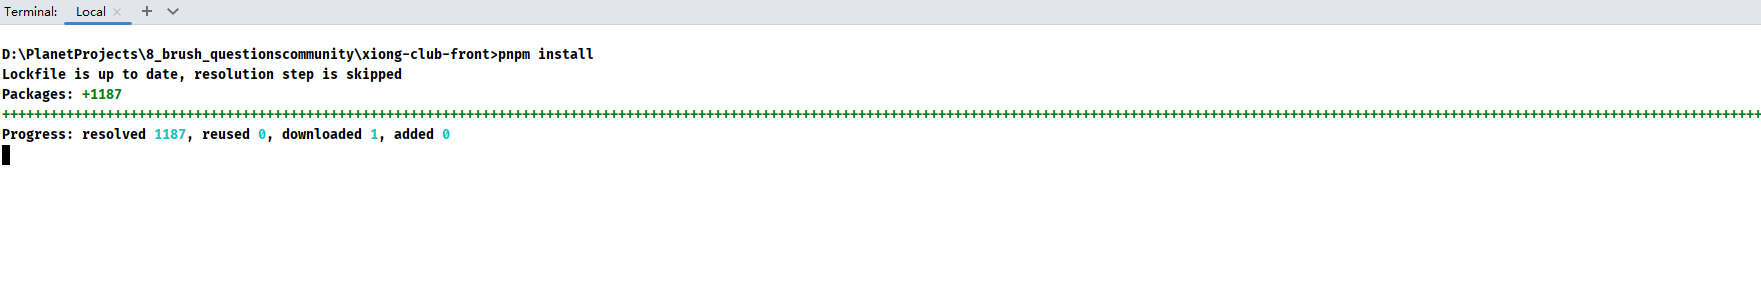 Terminal: Local × +
D:\PlanetProjects\8_brush_questionscommunity\xiong-club-front>pnpm install
Lockfile is up to date, resolution step is skipped
Packages: +1187
++++++++++++++++++++++++++++++++++++++++++++++++++++++++++++++++++++++++++++++++++++++++++++++++++++++++++++++++++++++++++++++++++++++++++++++++++++++++++++++++++++++++++++++++++++++++++++++++++++++++++++++++++++++++++++
Progress: resolved 1187, reused 0, downloaded 1, added 0